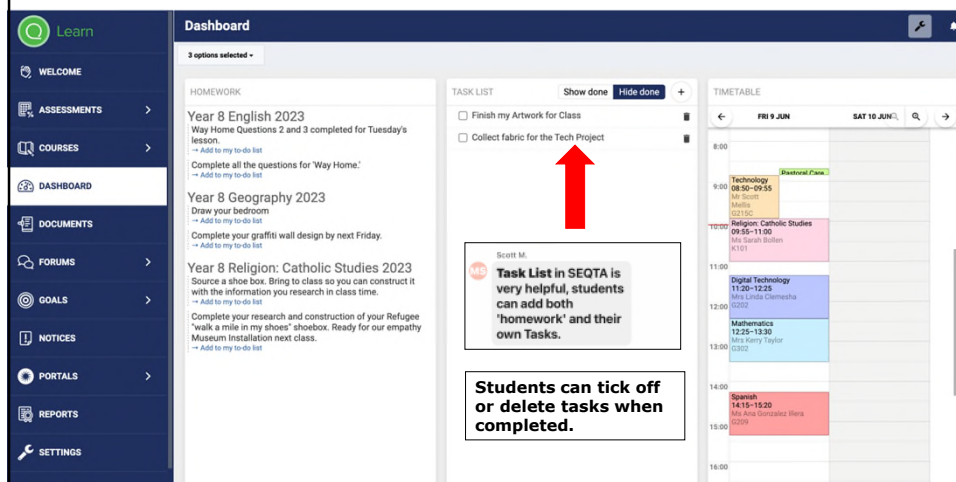 Learn
WELCOME
ASSESSMENTS
COURSES
DASHBOARD
DOCUMENTS
FORUMS
GOALS
NOTICES
PORTALS
REPORTS
SETTINGS
Dashboard
3 options selected
HOMEWORK
Year 8 English 2023
Way Home Questions 2 and 3 completed for Tuesday's
lesson.
→ Add to my to-do list
Complete all the questions for 'Way Home.'
→ Add to my to-do list
Year 8 Geography 2023
Draw your bedroom
→ Add to my to-do list
Complete your graffiti wall design by next Friday.
→ Add to my to-do list
Year 8 Religion: Catholic Studies 2023
Source a shoe box. Bring to class so you can construct it
with the information you research in class time.
→ Add to my to-do list
Complete your research and construction of your Refugee
"walk a mile in my shoes" shoebox. Ready for our empathy
Museum Installation next class.
→ Add to my to-do list
TASK LIST Show done Hide done +
Finish my Artwork for Class
Collect fabric for the Tech Project
Scott M.
MS
Task List in SEQTA is
very helpful, students
can add both
'homework' and their
own Tasks.
Students can tick off
or delete tasks when
completed.
TIMETABLE
FRI 9 JUN SAT 10 JUN
8:00
Pastoral Care
9:00
Technology
08:50–09:55
Mr Scott
Mellis
G215C
10:00
Religion: Catholic Studies
09:55–11:00
Ms Sarah Bollen
K101
11:00
Digital Technology
11:20–12:25
Mrs Linda Clemesha
G202
12:00
Mathematics
12:25–13:30
Mrs Kerry Taylor
G302
13:00
14:00
Spanish
14:15–15:20
Ms Ana Gonzalez Illera
G209
15:00
16:00